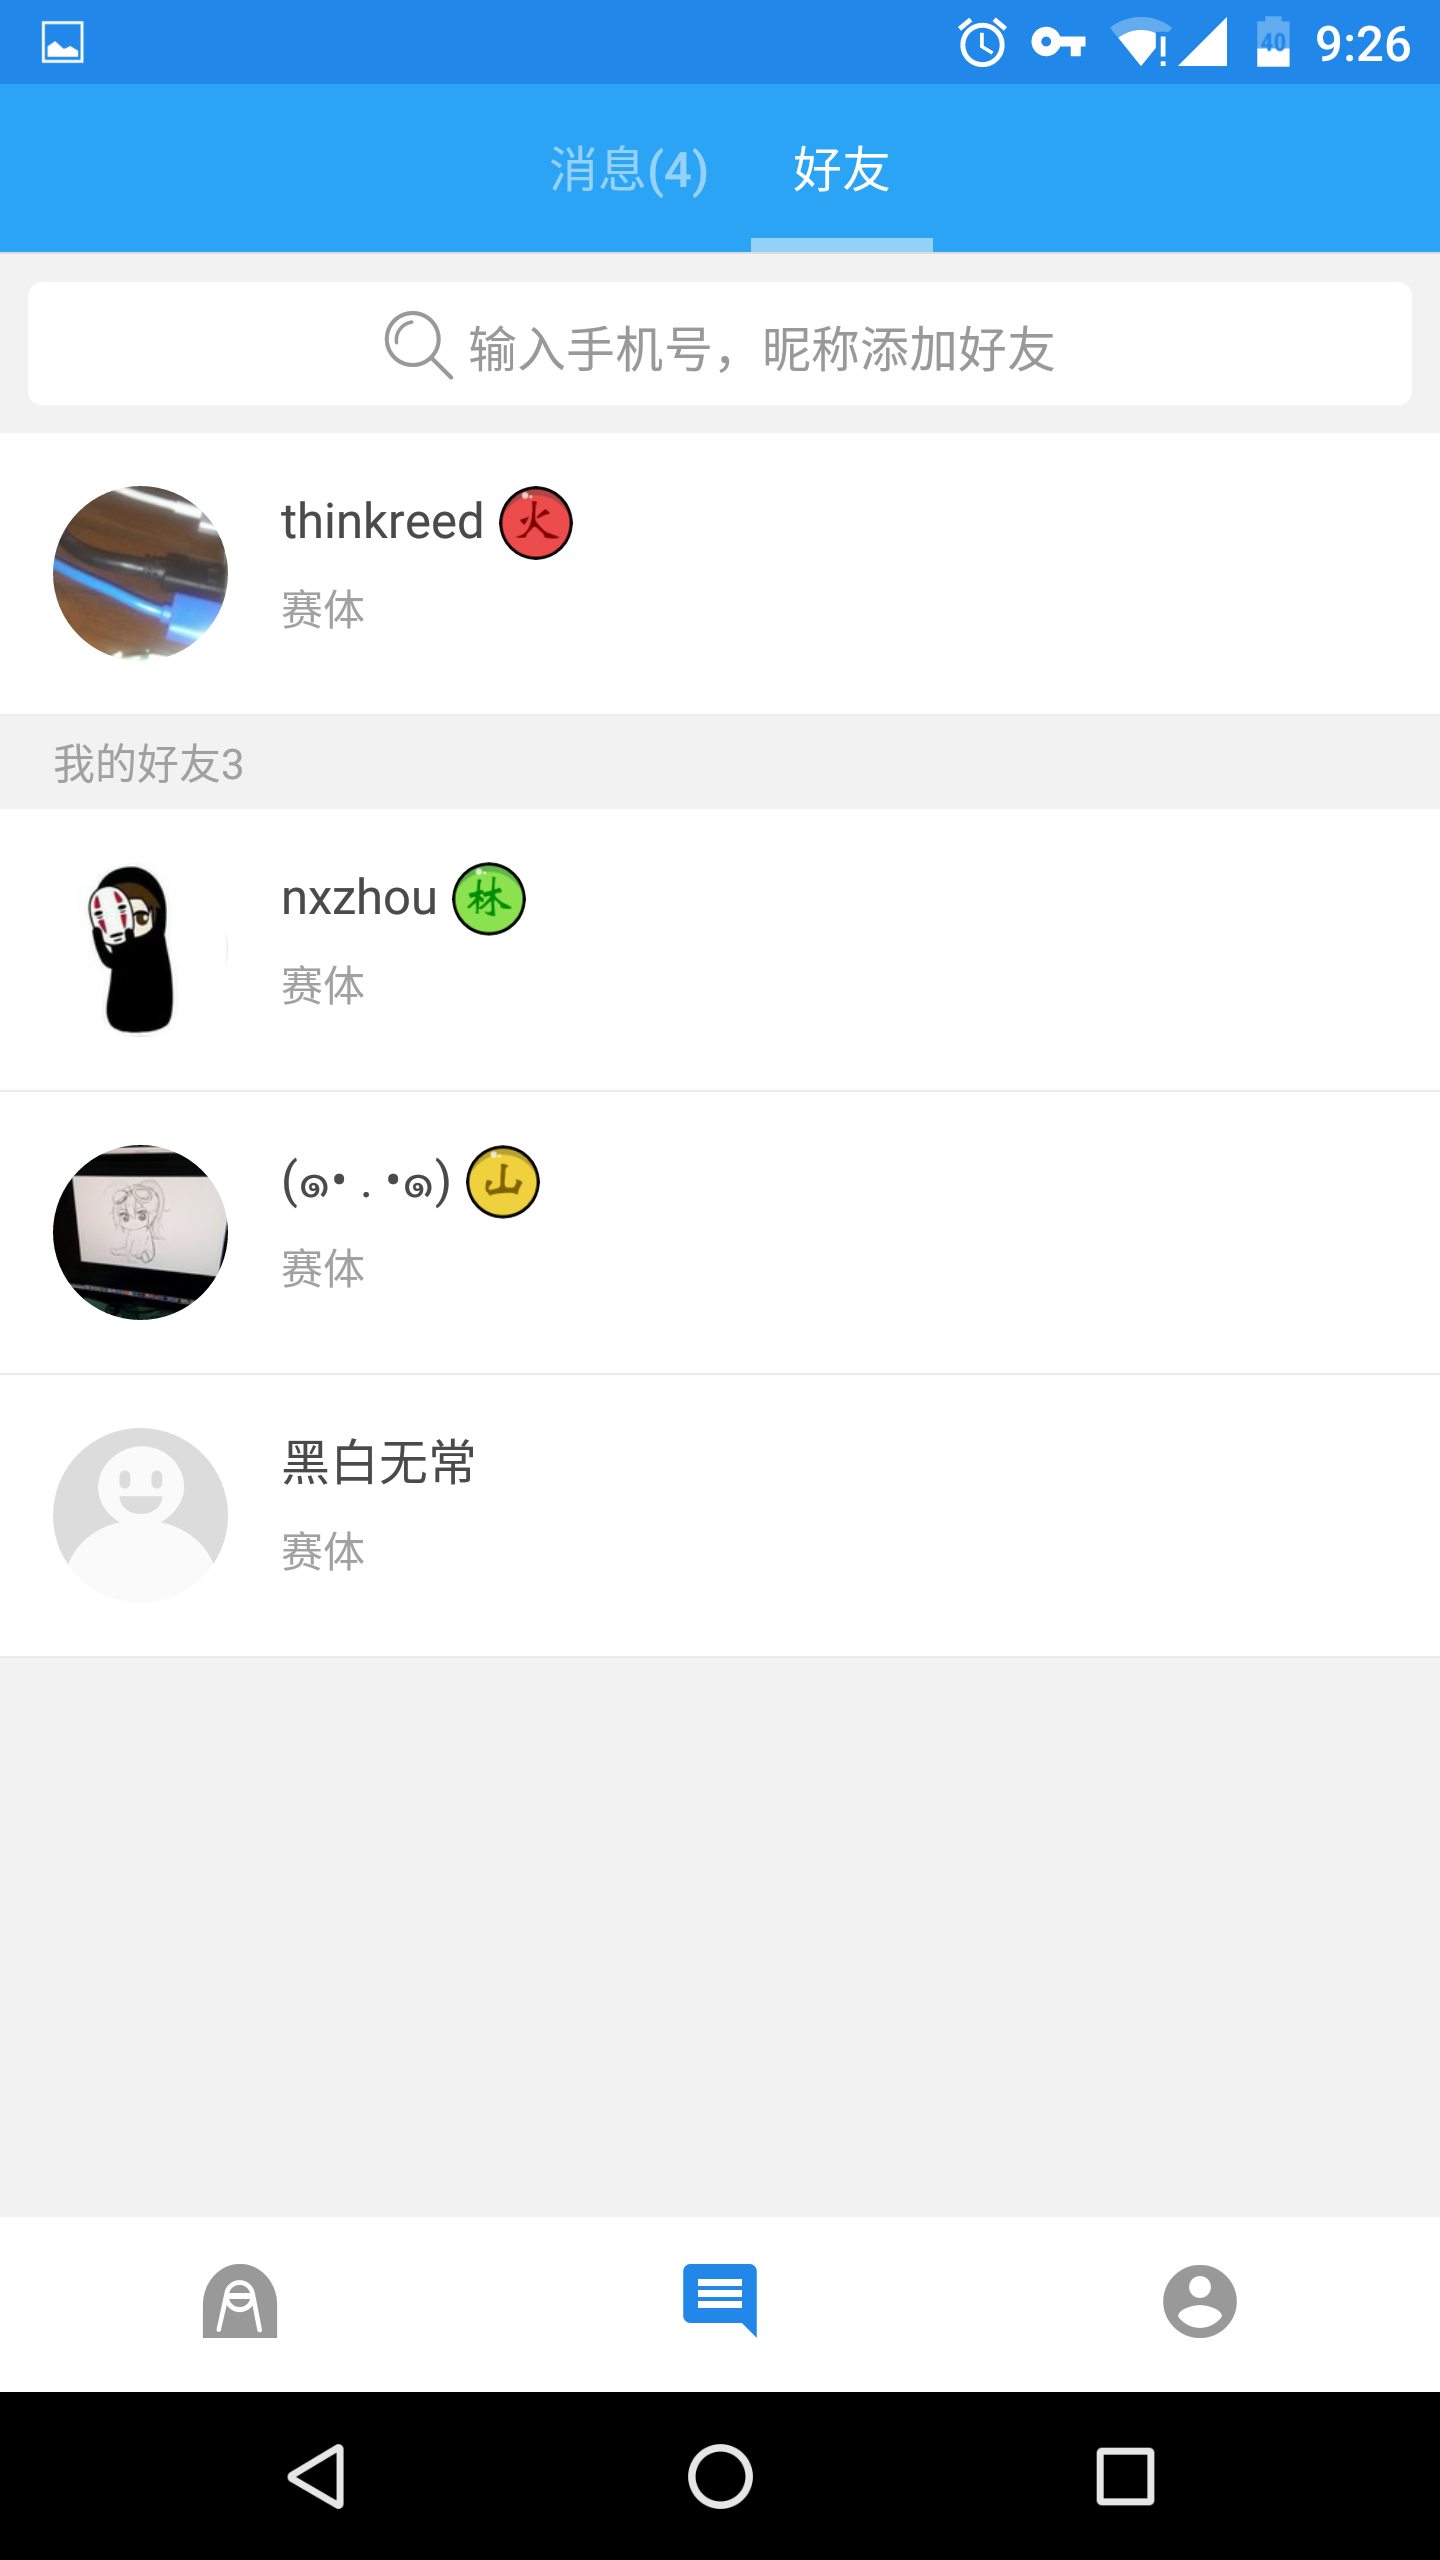 40 9:26
消息(4) 好友
输入手机号，昵称添加好友
thinkreed 火
赛体
我的好友3
nxzhou 林
赛体
(๑• . •๑) 山
赛体
黑白无常
赛体